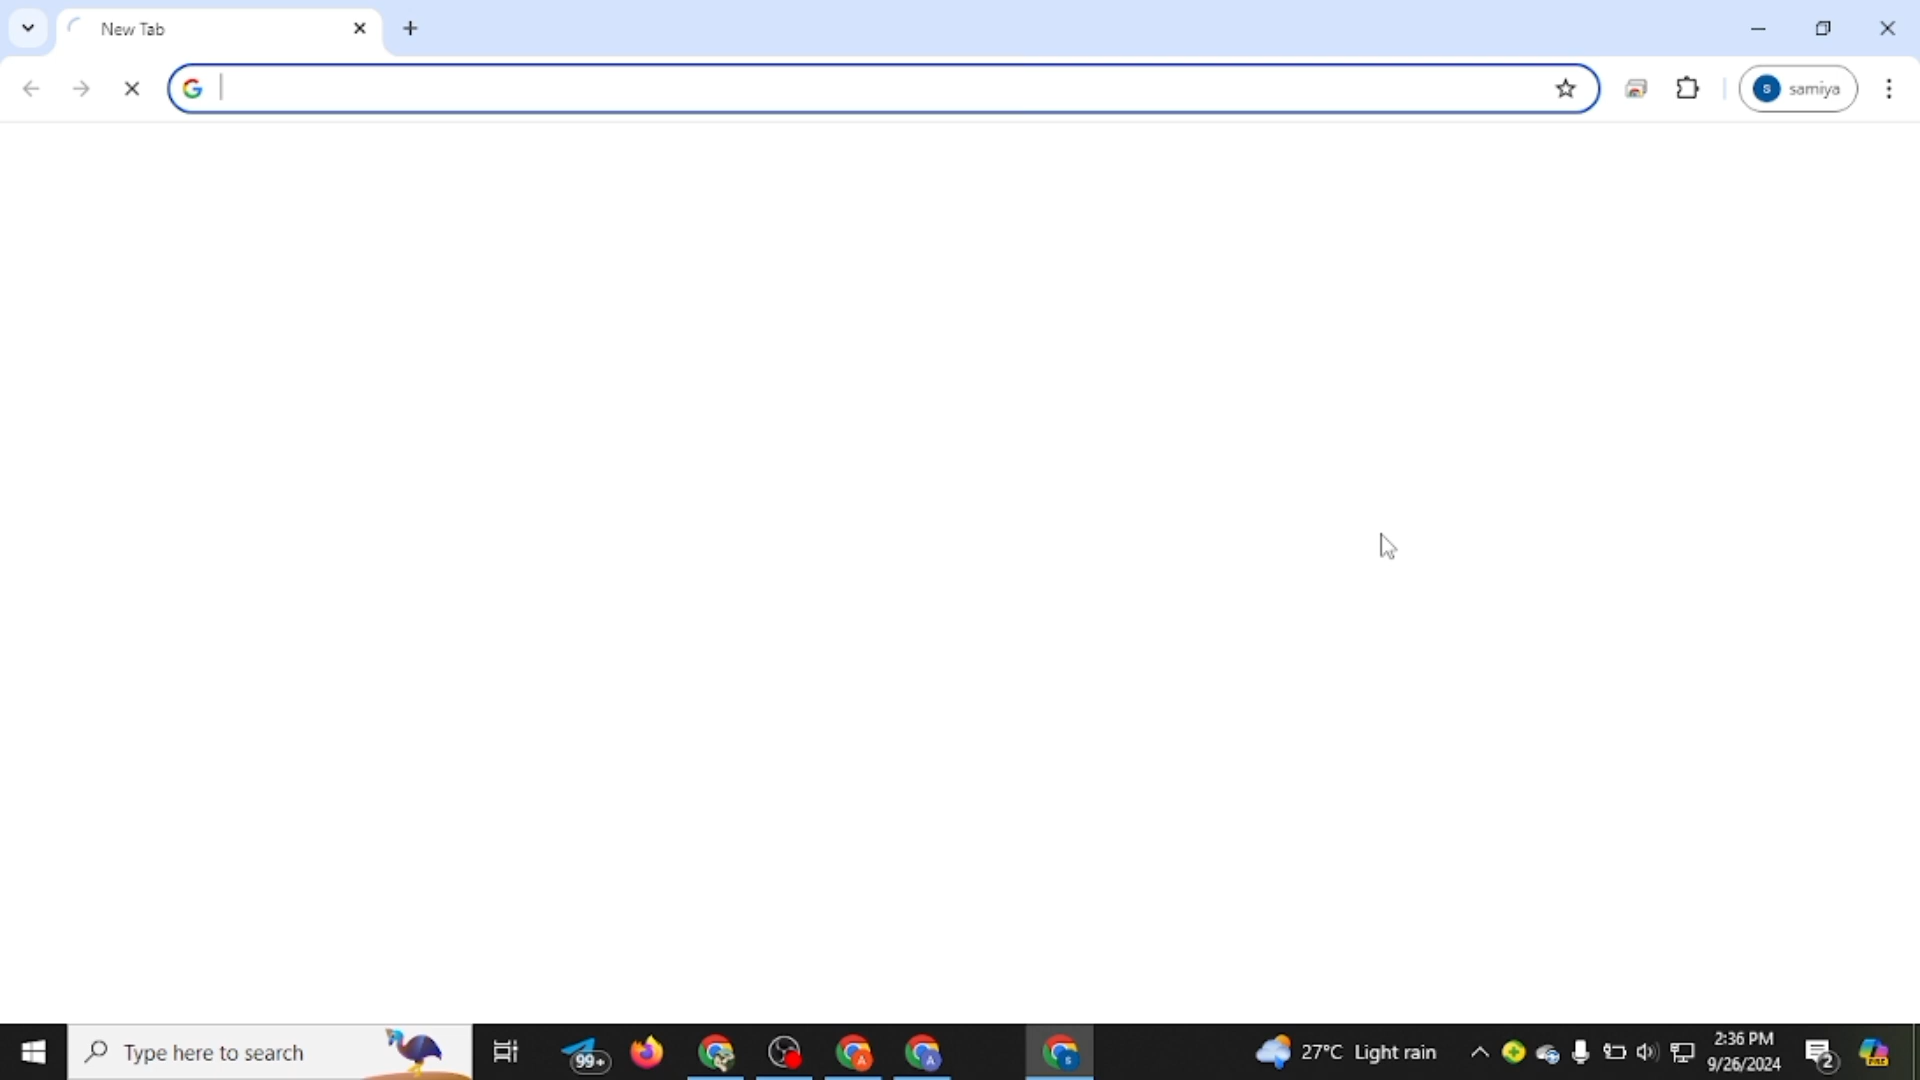 New Tab
samiya
Type here to search
99+
27°C Light rain
2:36 PM
9/26/2024
2